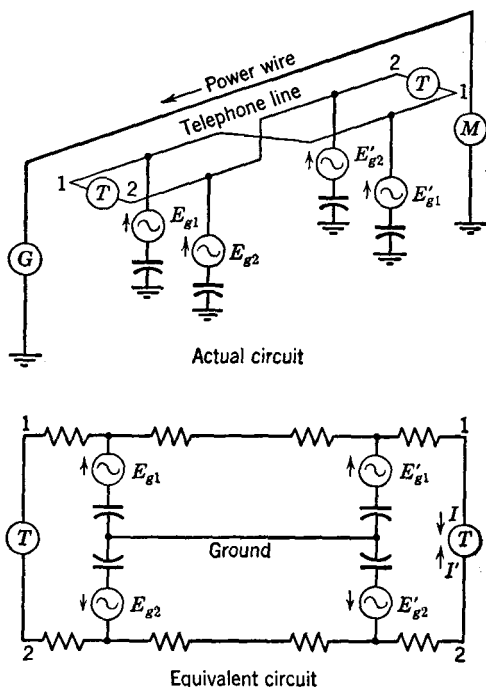 Power wire
Telephone line
2
T
1
M
E'g2
E'g1
1
T
2
Eg1
Eg2
G
Actual circuit
1
1
Eg1
E'g1
T
Ground
I
T
I'
Eg2
E'g2
2
2
Equivalent circuit